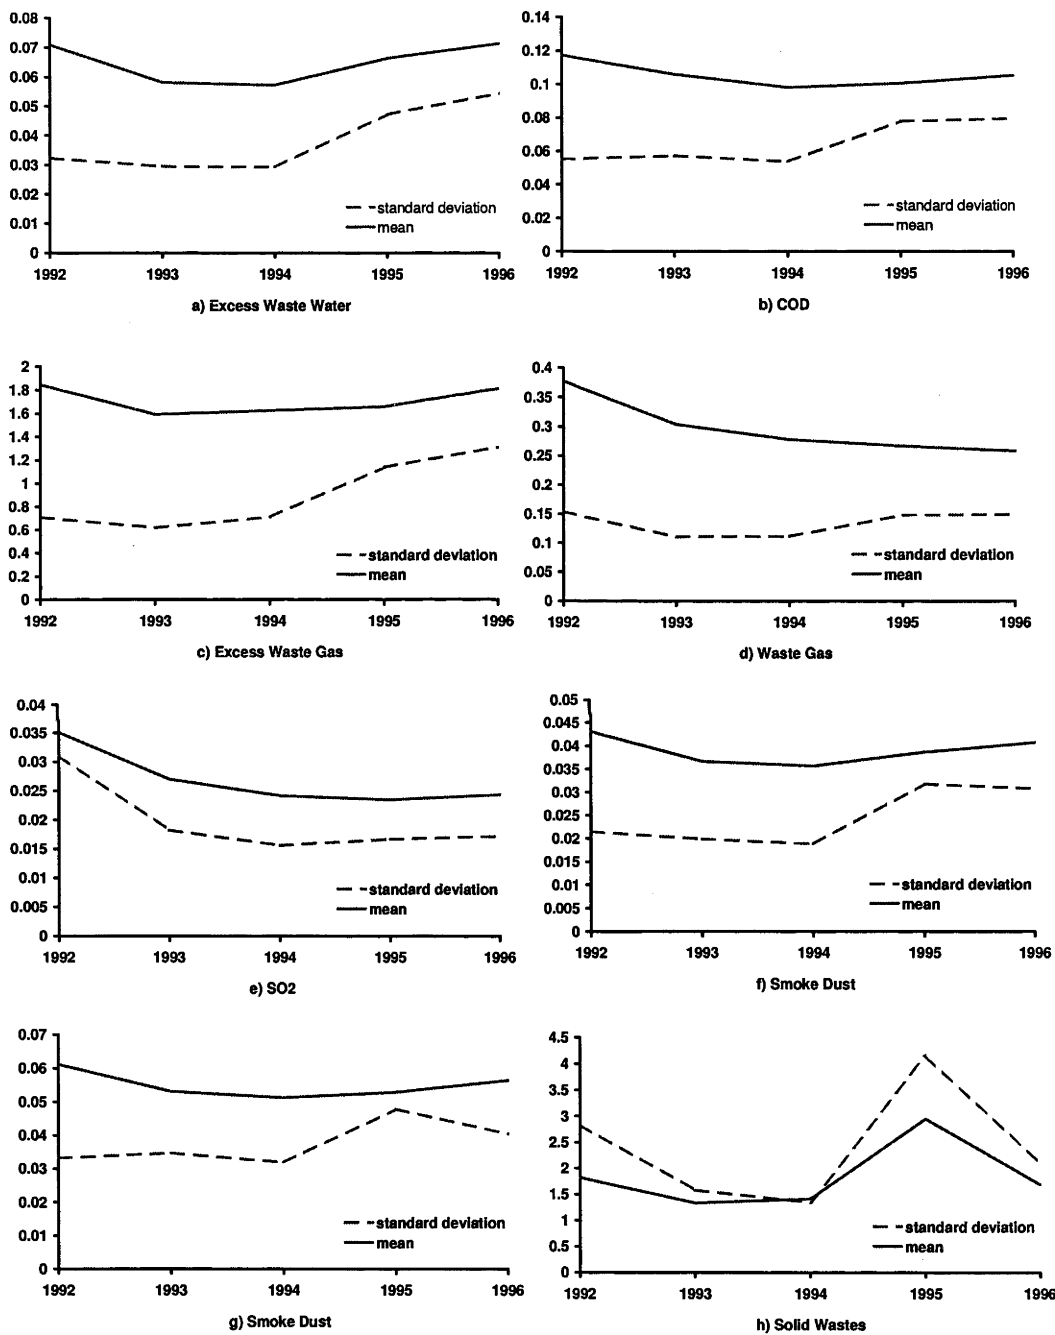 0.08
0.07
0.06
0.05
0.04
0.03
0.02
0.01
0
standard deviation
mean
1992 1993 1994 1995 1996
a) Excess Waste Water
0.14
0.12
0.1
0.08
0.06
0.04
0.02
0
standard deviation
mean
1992 1993 1994 1995 1996
b) COD
2
1.8
1.6
1.4
1.2
1
0.8
0.6
0.4
0.2
0
standard deviation
mean
1992 1993 1994 1995 1996
c) Excess Waste Gas
0.4
0.35
0.3
0.25
0.2
0.15
0.1
0.05
0
standard deviation
mean
1992 1993 1994 1995 1996
d) Waste Gas
0.04
0.035
0.03
0.025
0.02
0.015
0.01
0.005
0
standard deviation
mean
1992 1993 1994 1995 1996
e) SO2
0.05
0.045
0.04
0.035
0.03
0.025
0.02
0.015
0.01
0.005
0
standard deviation
mean
1992 1993 1994 1995 1996
f) Smoke Dust
0.07
0.06
0.05
0.04
0.03
0.02
0.01
0
standard deviation
mean
1992 1993 1994 1995 1996
g) Smoke Dust
4.5
4
3.5
3
2.5
2
1.5
1
0.5
0
standard deviation
mean
1992 1993 1994 1995 1996
h) Solid Wastes